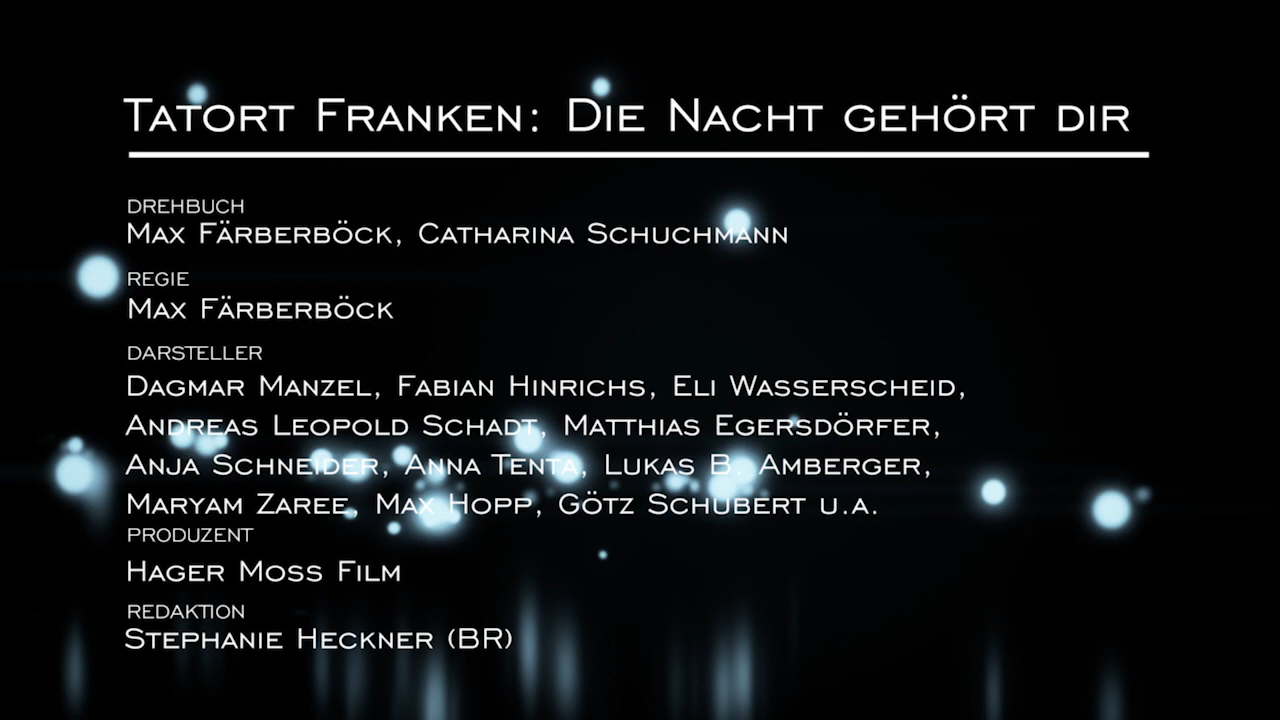 Tatort Franken: Die Nacht gehört dir
DREHBUCH
Max Färberböck, Catharina Schuchmann
REGIE
Max Färberböck
DARSTELLER
Dagmar Manzel, Fabian Hinrichs, Eli Wasserscheid,
Andreas Leopold Schadt, Matthias Egersdörfer,
Anja Schneider, Anna Tenta, Lukas B. Amberger,
Maryam Zaree, Max Hopp, Götz Schubert u.a.
PRODUZENT
Hager Moss Film
REDAKTION
Stephanie Heckner (BR)